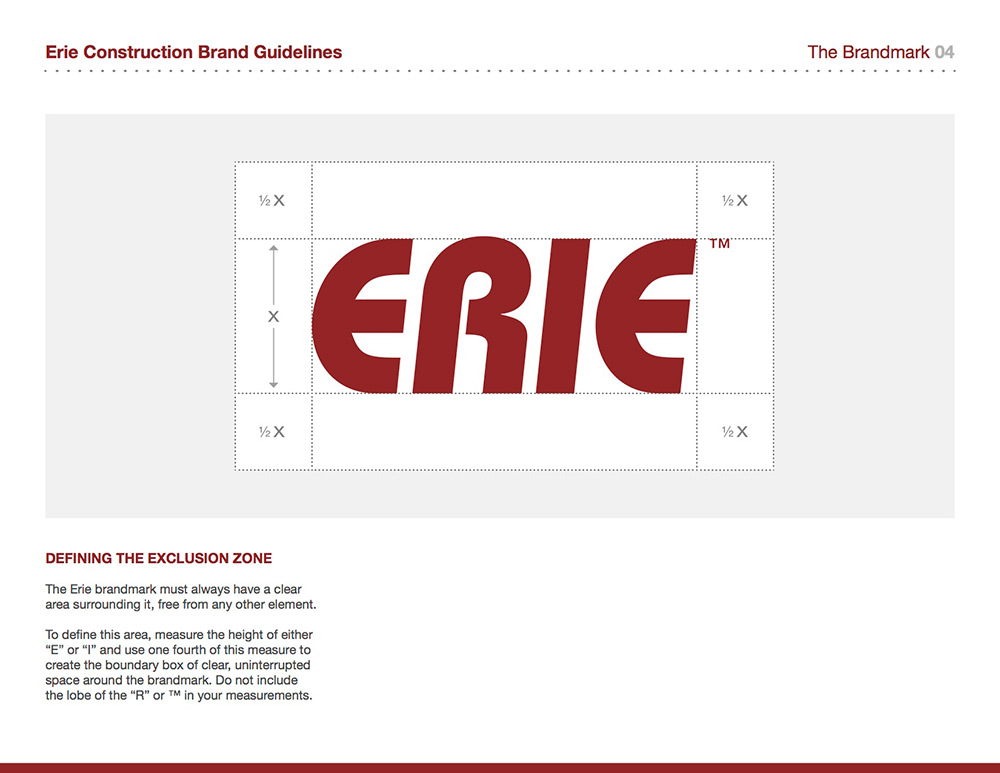 Erie Construction Brand Guidelines
The Brandmark 04
½ X
½ X
ERIE™
X
½ X
½ X
DEFINING THE EXCLUSION ZONE
The Erie brandmark must always have a clear
area surrounding it, free from any other element.
To define this area, measure the height of either
“E” or “I” and use one fourth of this measure to
create the boundary box of clear, uninterrupted
space around the brandmark. Do not include
the lobe of the “R” or ™ in your measurements.